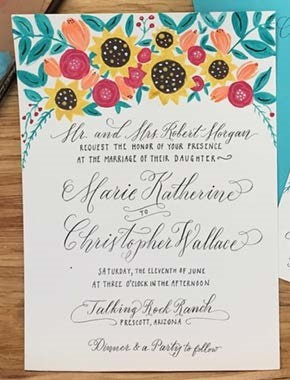 Mr. and Mrs. Robert Morgan
REQUEST THE HONOR OF YOUR PRESENCE
AT THE MARRIAGE OF THEIR DAUGHTER
Marie Katherine
TO
Christopher Wallace
SATURDAY, THE ELEVENTH OF JUNE
AT THREE O'CLOCK IN THE AFTERNOON
Talking Rock Ranch
PRESCOTT, ARIZONA
Dinner & a Party to follow